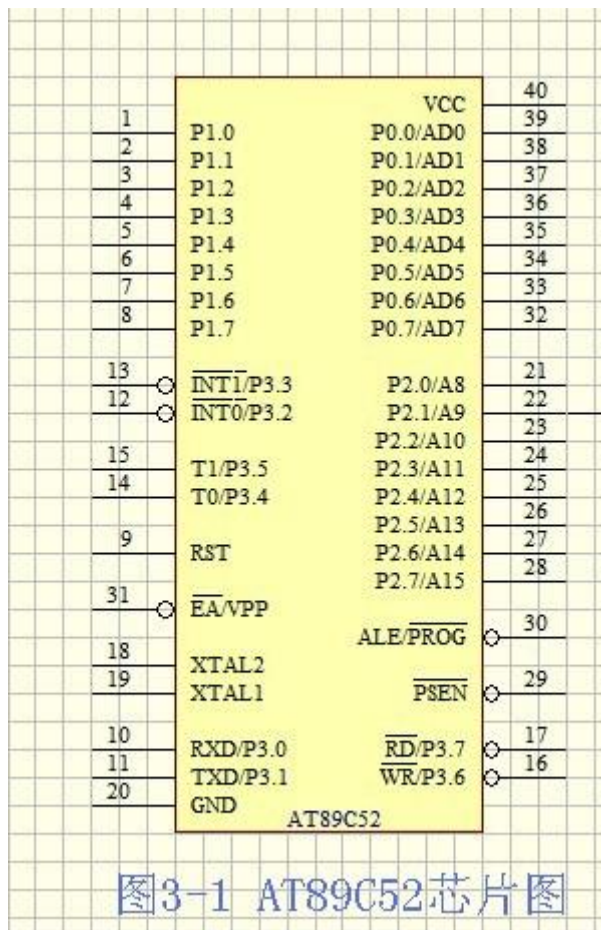 40
VCC
1
P1.0
P0.0/AD0
39
2
P1.1
P0.1/AD1
38
3
P1.2
P0.2/AD2
37
4
P1.3
P0.3/AD3
36
5
P1.4
P0.4/AD4
35
6
P1.5
P0.5/AD5
34
7
P1.6
P0.6/AD6
33
8
P1.7
P0.7/AD7
32
13
INT1/P3.3
P2.0/A8
21
12
INT0/P3.2
P2.1/A9
22
P2.2/A10
23
15
T1/P3.5
P2.3/A11
24
14
T0/P3.4
P2.4/A12
25
P2.5/A13
26
9
RST
P2.6/A14
27
P2.7/A15
28
31
EA/VPP
ALE/PROG
30
18
XTAL2
19
XTAL1
PSEN
29
10
RXD/P3.0
RD/P3.7
17
11
TXD/P3.1
WR/P3.6
16
20
GND
AT89C52
图3-1 AT89C52芯片图